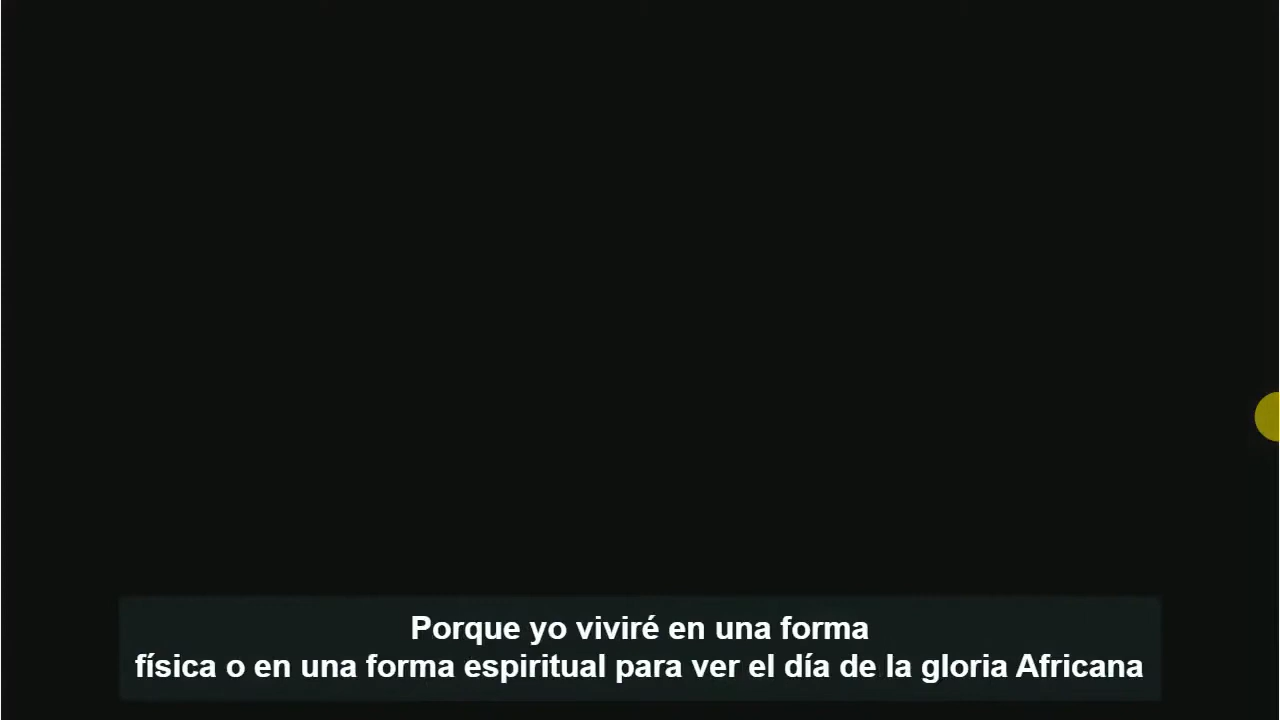 Porque yo viviré en una forma
física o en una forma espiritual para ver el día de la gloria Africana